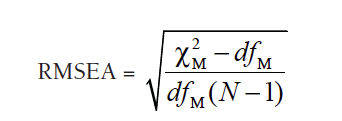 RMSEA = √((χ²_M − df_M) / (df_M(N − 1)))